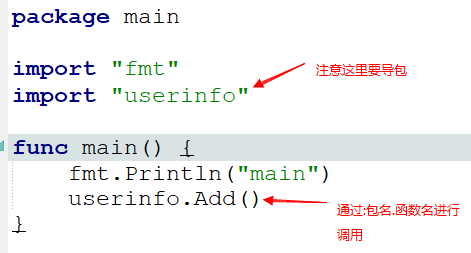 package main
import "fmt"
import "userinfo"
注意这里要导包
func main() {
fmt.Println("main")
userinfo.Add()
通过:包名.函数名进行
调用
}